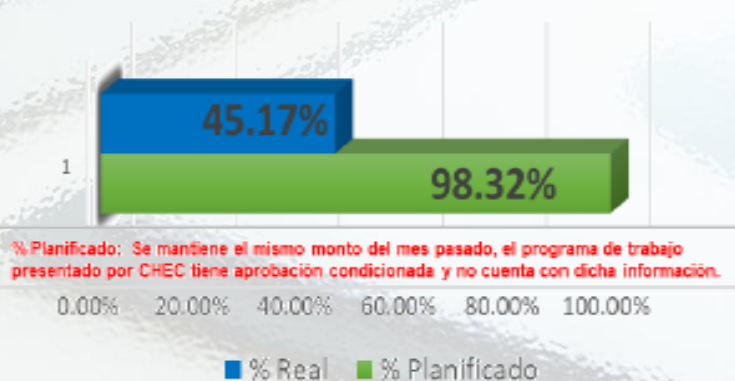 45.17%
1
98.32%
% Planificado: Se mantiene el mismo monto del mes pasado, el programa de trabajo
presentado por CHEC tiene aprobación condicionada y no cuenta con dicha información.
0.00% 20.00% 40.00% 60.00% 80.00% 100.00%
% Real % Planificado